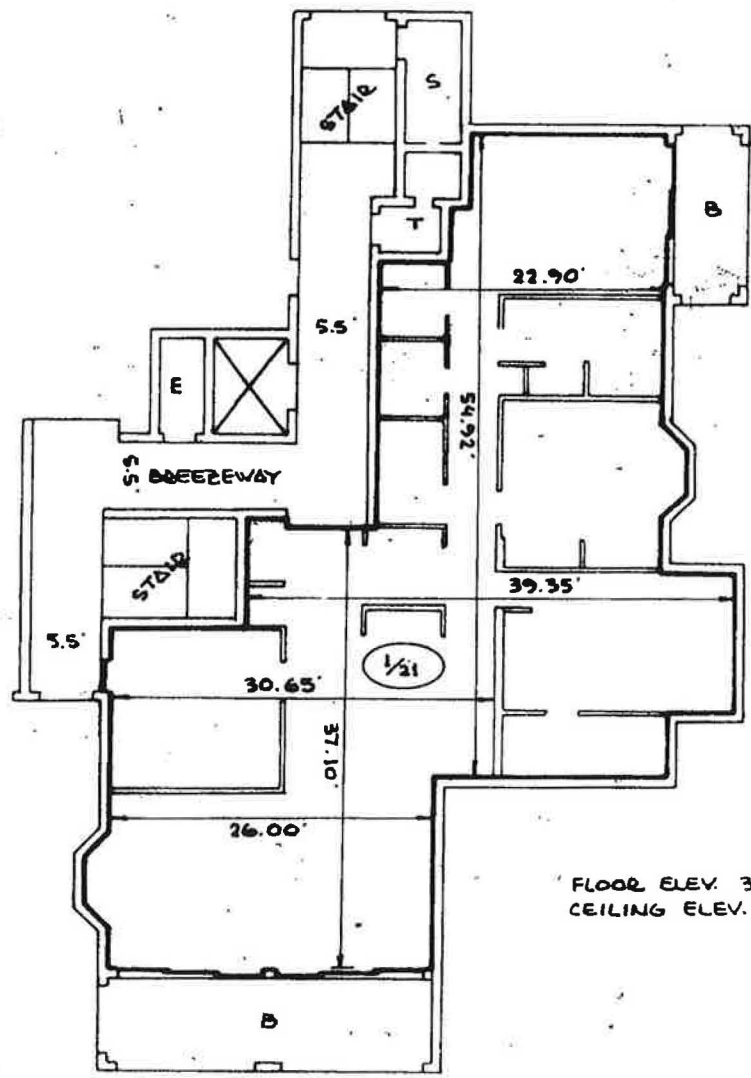 STAIR
S
B
T
22.90'
5.5'
E
54.92'
5.5'
BREEZEWAY
STAIR
39.35'
5.5'
1/21
30.65'
37.10'
26.00'
FLOOR ELEV. 3
CEILING ELEV.
B